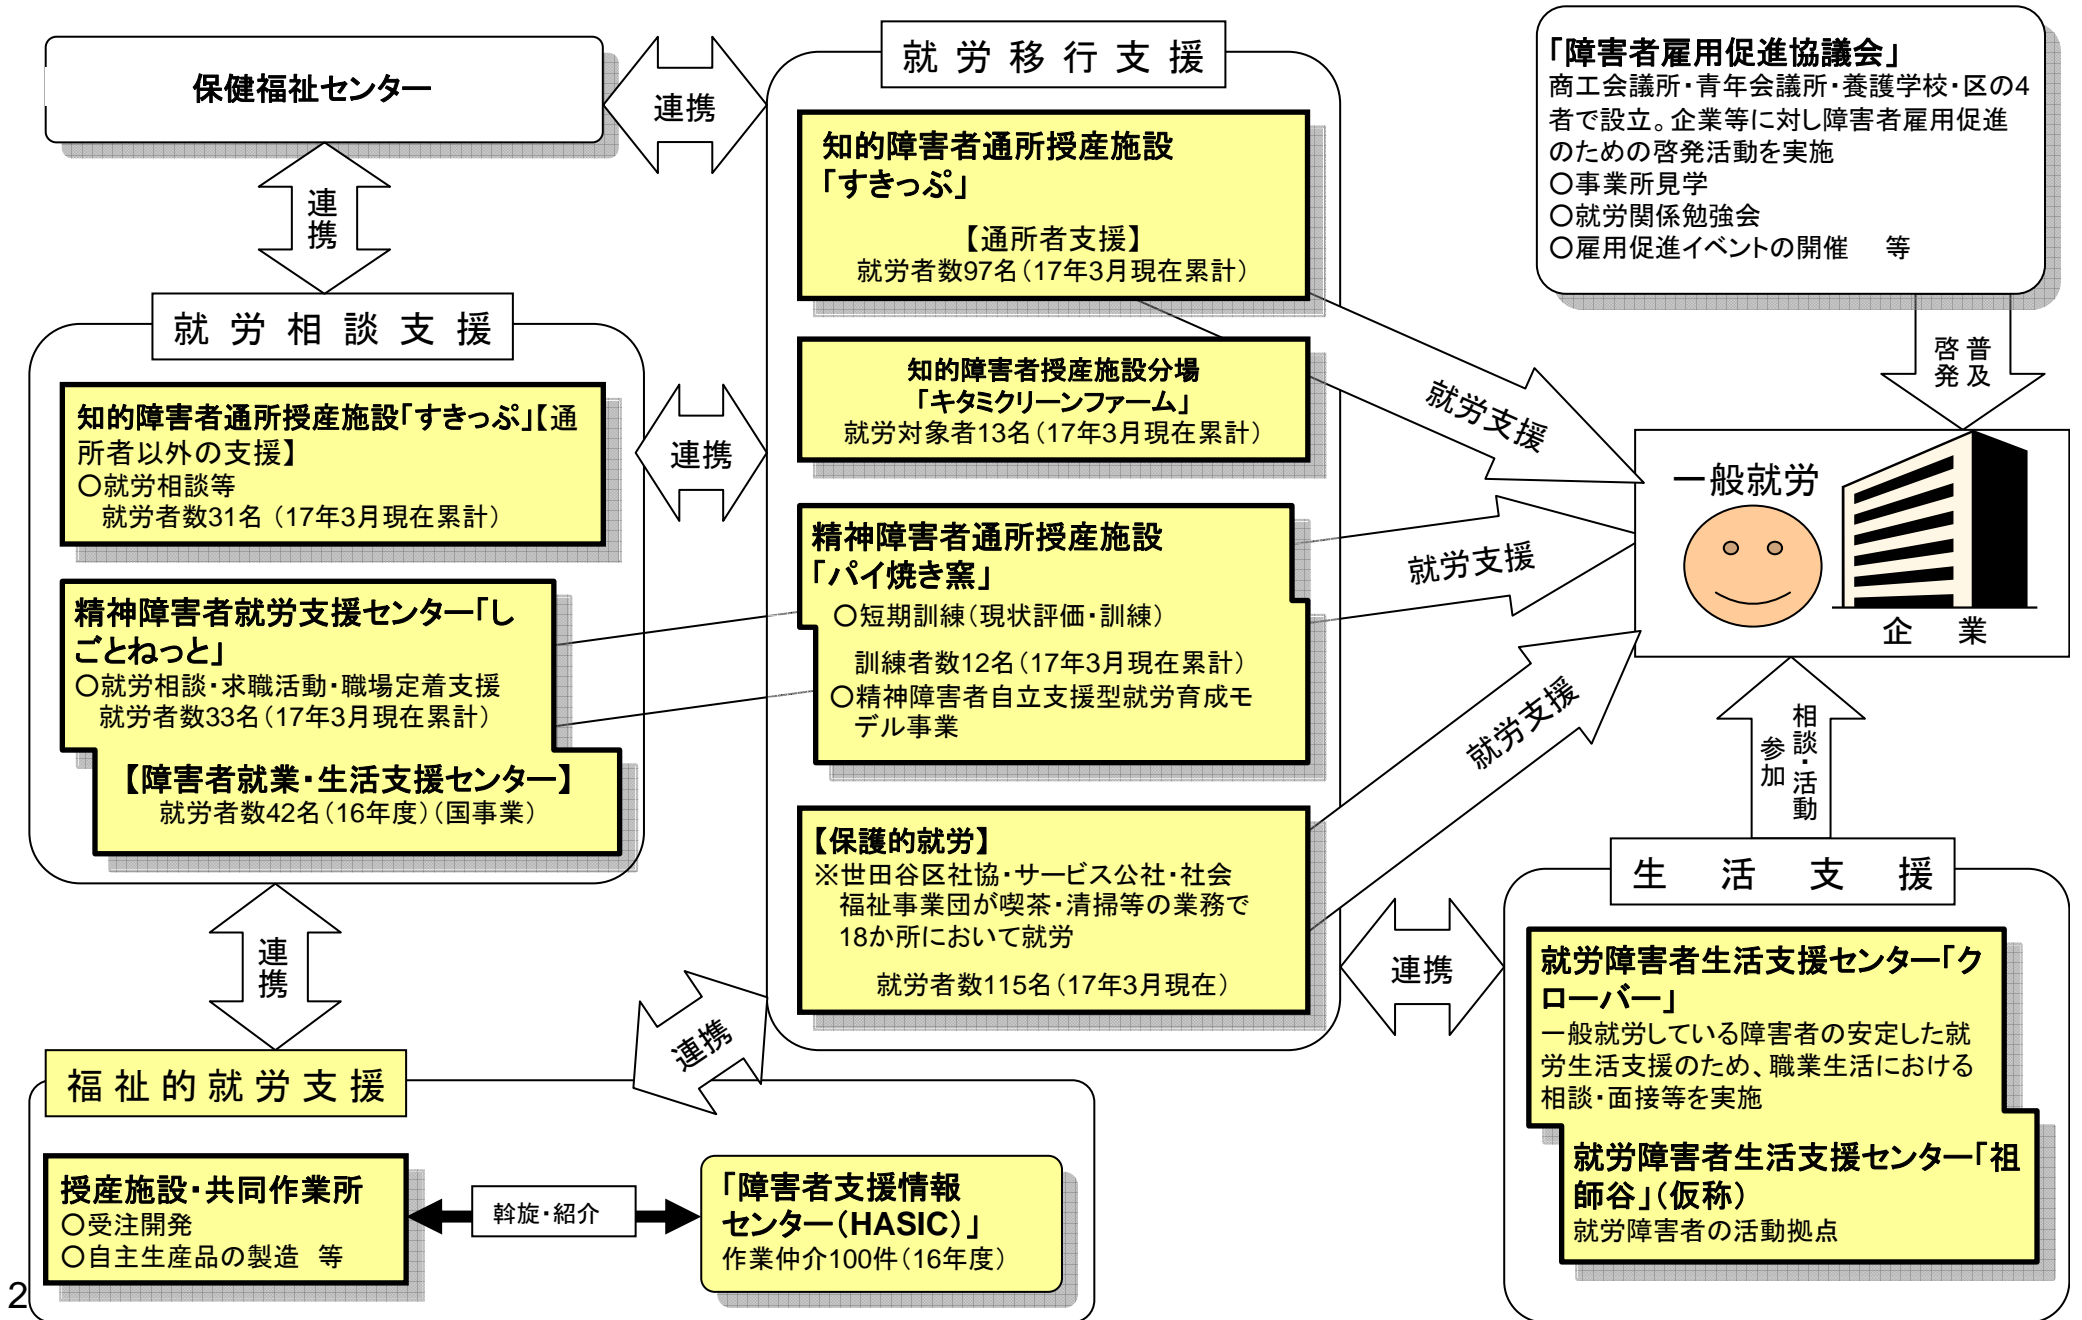 保健福祉センター
連携
連携
就労相談支援
知的障害者通所授産施設「すきっぷ」【通
所者以外の支援】
○就労相談等
就労者数31名（17年3月現在累計）
精神障害者就労支援センター「し
ごとねっと」
○就労相談・求職活動・職場定着支援
就労者数33名（17年3月現在累計）
【障害者就業・生活支援センター】
就労者数42名（16年度）（国事業）
連携
連携
就労移行支援
知的障害者通所授産施設
「すきっぷ」
【通所者支援】
就労者数97名（17年3月現在累計）
知的障害者授産施設分場
「キタミクリーンファーム」
就労対象者13名（17年3月現在累計）
精神障害者通所授産施設
「パイ焼き窯」
○短期訓練（現状評価・訓練）
訓練者数12名（17年3月現在累計）
○精神障害者自立支援型就労育成モ
デル事業
【保護的就労】
※世田谷区社協・サービス公社・社会
福祉事業団が喫茶・清掃等の業務で
18か所において就労
就労者数115名（17年3月現在）
就労支援
就労支援
就労支援
「障害者雇用促進協議会」
商工会議所・青年会議所・養護学校・区の4
者で設立。企業等に対し障害者雇用促進
のための啓発活動を実施
○事業所見学
○就労関係勉強会
○雇用促進イベントの開催　等
普及
啓発
一般就労
企業
相談・活動
参加
連携
生活支援
就労障害者生活支援センター「ク
ローバー」
一般就労している障害者の安定した就
労生活支援のため、職業生活における
相談・面接等を実施
就労障害者生活支援センター「祖
師谷」（仮称）
就労障害者の活動拠点
連携
福祉的就労支援
授産施設・共同作業所
○受注開発
○自主生産品の製造　等
斡旋・紹介
「障害者支援情報
センター（HASIC）」
作業仲介100件（16年度）
2